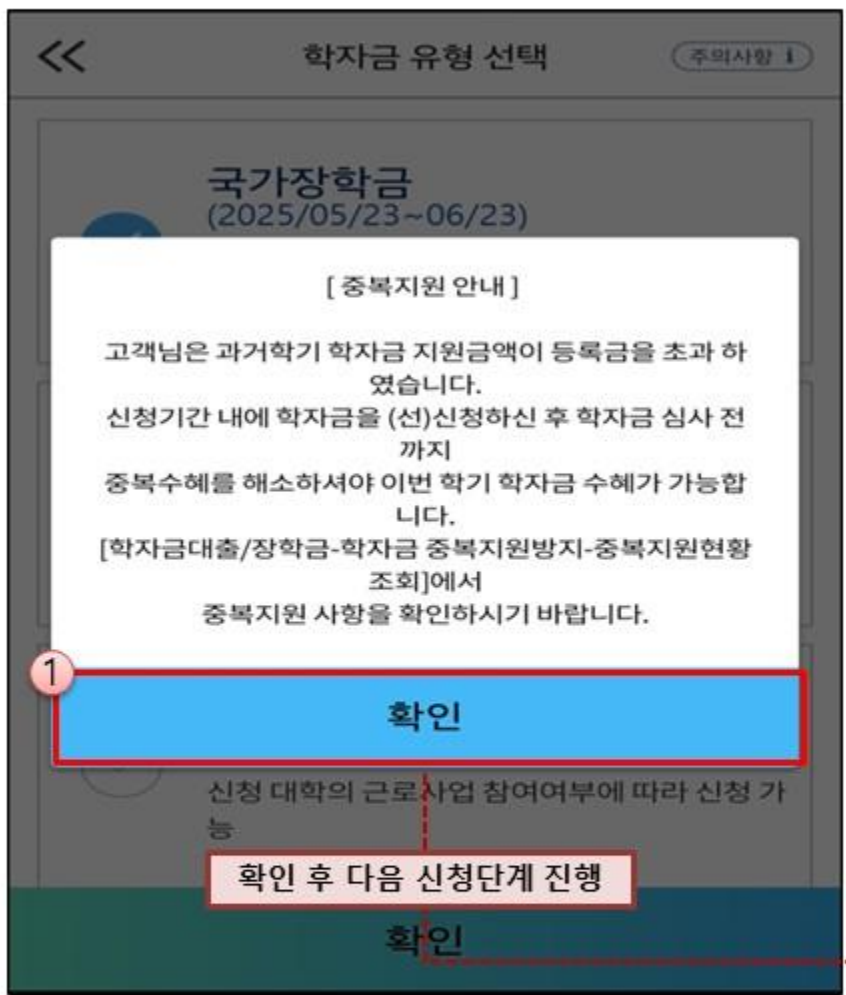 학자금 유형 선택
주의사항 i
국가장학금
(2025/05/23~06/23)
[ 중복지원 안내 ]
고객님은 과거학기 학자금 지원금액이 등록금을 초과 하
였습니다.
신청기간 내에 학자금을 (선)신청하신 후 학자금 심사 전
까지
중복수혜를 해소하셔야 이번 학기 학자금 수혜가 가능합
니다.
[학자금대출/장학금-학자금 중복지원방지-중복지원현황
조회]에서
중복지원 사항을 확인하시기 바랍니다.
1
확인
신청 대학의 근로사업 참여여부에 따라 신청 가
능
확인 후 다음 신청단계 진행
확인